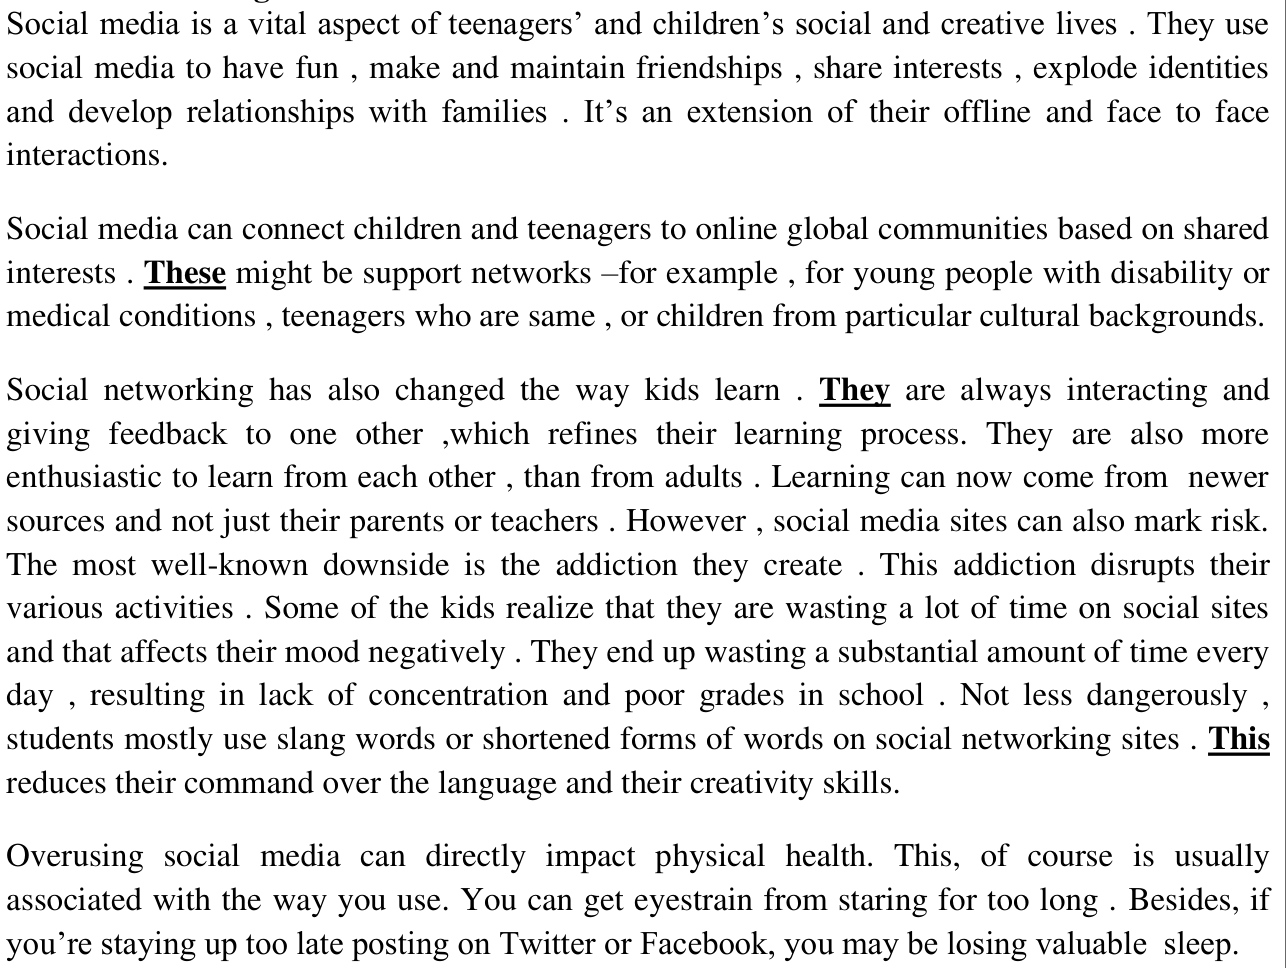 Social media is a vital aspect of teenagers’ and children’s social and creative lives . They use
social media to have fun , make and maintain friendships , share interests , explode identities
and develop relationships with families . It’s an extension of their offline and face to face
interactions.
Social media can connect children and teenagers to online global communities based on shared
interests . These might be support networks –for example , for young people with disability or
medical conditions , teenagers who are same , or children from particular cultural backgrounds.
Social networking has also changed the way kids learn . They are always interacting and
giving feedback to one other ,which refines their learning process. They are also more
enthusiastic to learn from each other , than from adults . Learning can now come from newer
sources and not just their parents or teachers . However , social media sites can also mark risk.
The most well-known downside is the addiction they create . This addiction disrupts their
various activities . Some of the kids realize that they are wasting a lot of time on social sites
and that affects their mood negatively . They end up wasting a substantial amount of time every
day , resulting in lack of concentration and poor grades in school . Not less dangerously ,
students mostly use slang words or shortened forms of words on social networking sites . This
reduces their command over the language and their creativity skills.
Overusing social media can directly impact physical health. This, of course is usually
associated with the way you use. You can get eyestrain from staring for too long . Besides, if
you’re staying up too late posting on Twitter or Facebook, you may be losing valuable sleep.